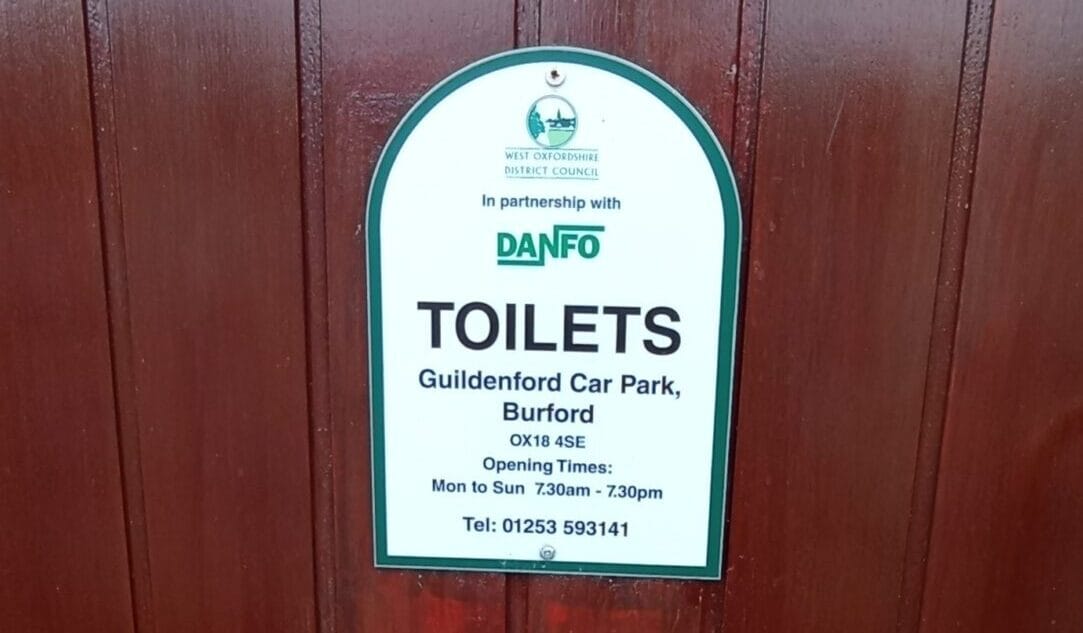 WEST OXFORDSHIRE
DISTRICT COUNCIL
In partnership with
DANFO
TOILETS
Guildenford Car Park,
Burford
OX18 4SE
Opening Times:
Mon to Sun 7.30am - 7.30pm
Tel: 01253 593141